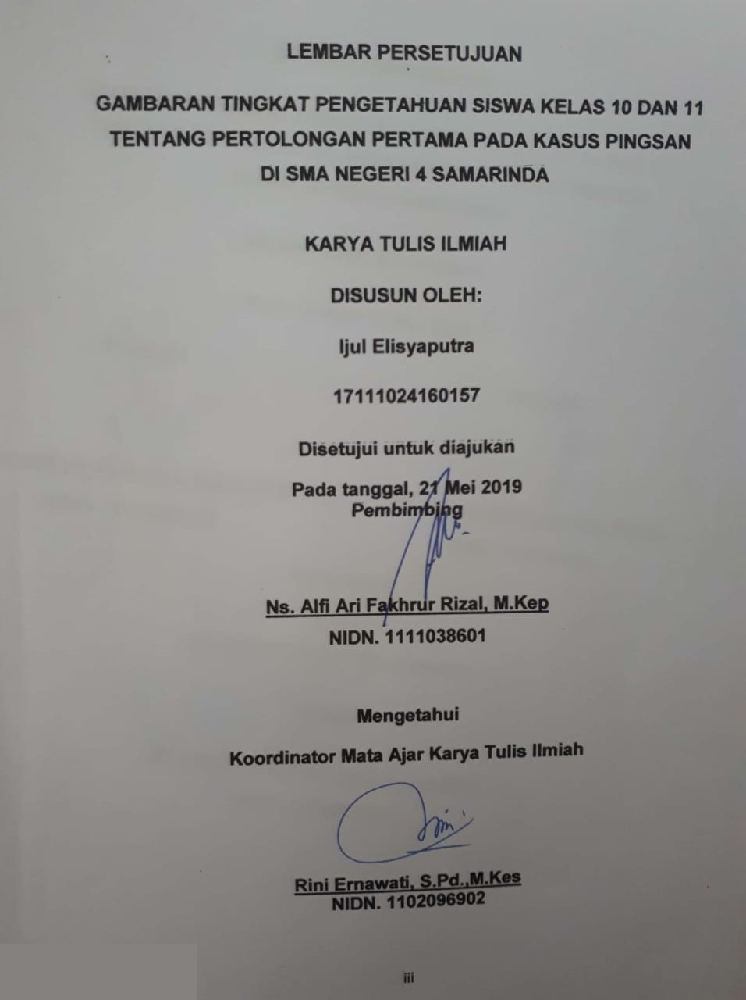 LEMBAR PERSETUJUAN
GAMBARAN TINGKAT PENGETAHUAN SISWA KELAS 10 DAN 11
TENTANG PERTOLONGAN PERTAMA PADA KASUS PINGSAN
DI SMA NEGERI 4 SAMARINDA
KARYA TULIS ILMIAH
DISUSUN OLEH:
Ijul Elisyaputra
17111024160157
Disetujui untuk diajukan
Pada tanggal, 21 Mei 2019
Pembimbing
Ns. Alfi Ari Fakhrur Rizal, M.Kep
NIDN. 1111038601
Mengetahui
Koordinator Mata Ajar Karya Tulis Ilmiah
Rini Ernawati, S.Pd.,M.Kes
NIDN. 1102096902
iii